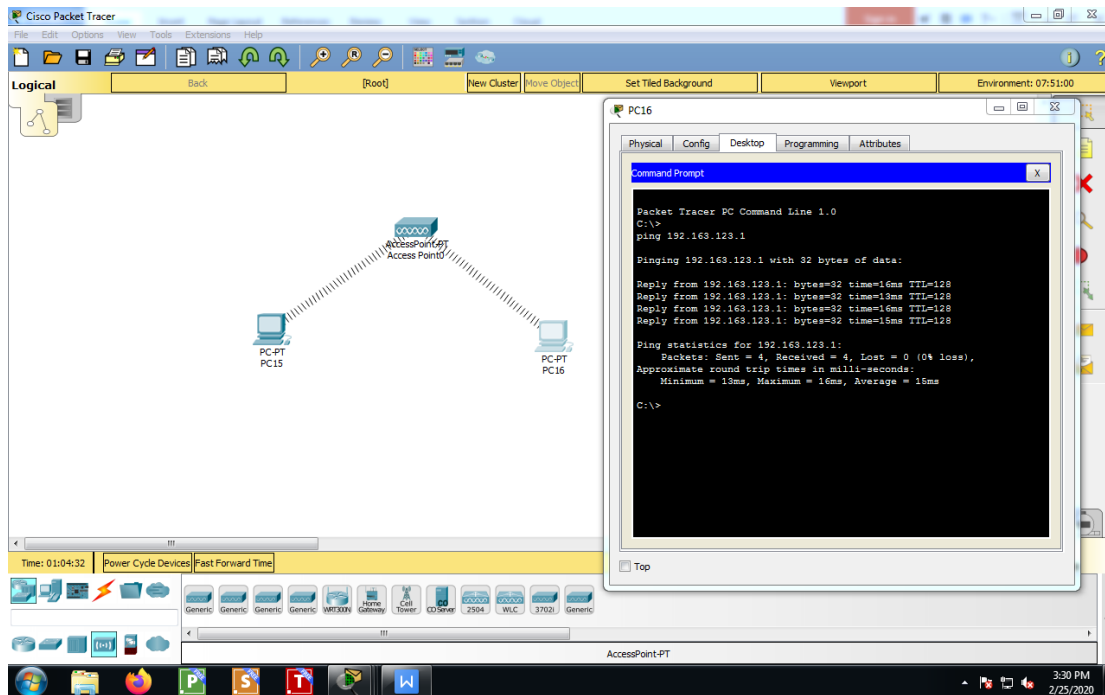 Cisco Packet Tracer
File Edit Options View Tools Extensions Help
Logical Back [Root] New Cluster Move Object Set Tiled Background Viewport Environment: 07:51:00
PC16
Physical Config Desktop Programming Attributes
Command Prompt X
Packet Tracer PC Command Line 1.0
C:\>
ping 192.163.123.1
Pinging 192.163.123.1 with 32 bytes of data:
Reply from 192.163.123.1: bytes=32 time=16ms TTL=128
Reply from 192.163.123.1: bytes=32 time=13ms TTL=128
Reply from 192.163.123.1: bytes=32 time=16ms TTL=128
Reply from 192.163.123.1: bytes=32 time=15ms TTL=128
Ping statistics for 192.163.123.1:
Packets: Sent = 4, Received = 4, Lost = 0 (0% loss),
Approximate round trip times in milli-seconds:
Minimum = 13ms, Maximum = 16ms, Average = 15ms
C:\>
Top
AccessPoint-PT
Access Point0
PC-PT
PC15
PC-PT
PC16
Time: 01:04:32 Power Cycle Devices Fast Forward Time
Generic Generic Generic Generic WRT300N Home Gateway Cell Tower CO Server 2504 WLC 3702i Generic
AccessPoint-PT
3:30 PM
2/25/2020